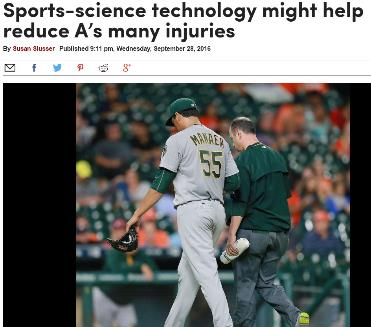 Sports-science technology might help
reduce A's many injuries
By Susan Slusser Published 9:11 pm, Wednesday, September 28, 2016
MANAEA
55